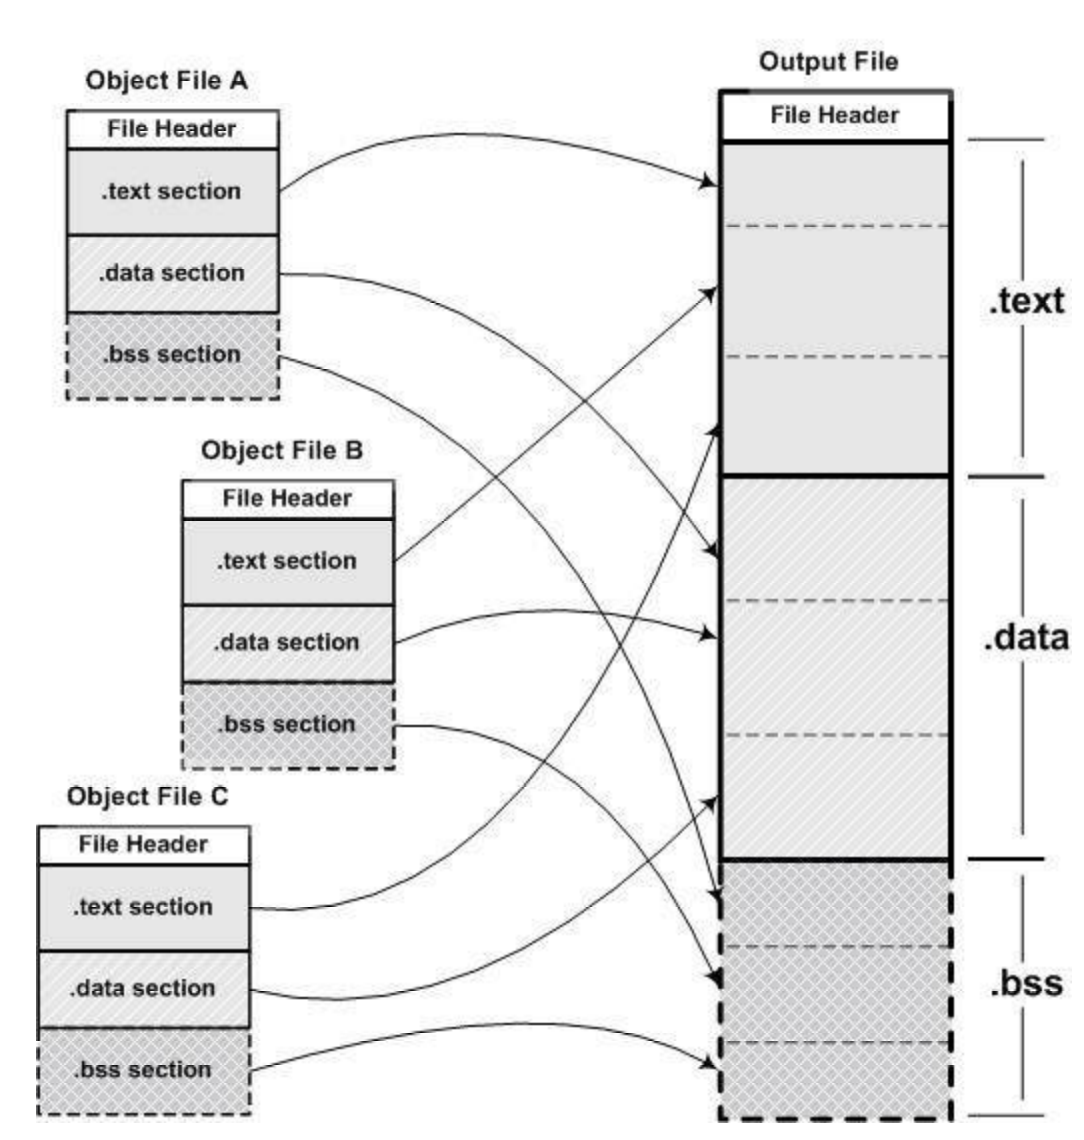 Object File A
File Header
.text section
.data section
.bss section
Object File B
File Header
.text section
.data section
.bss section
Object File C
File Header
.text section
.data section
.bss section
Output File
File Header
.text
.data
.bss